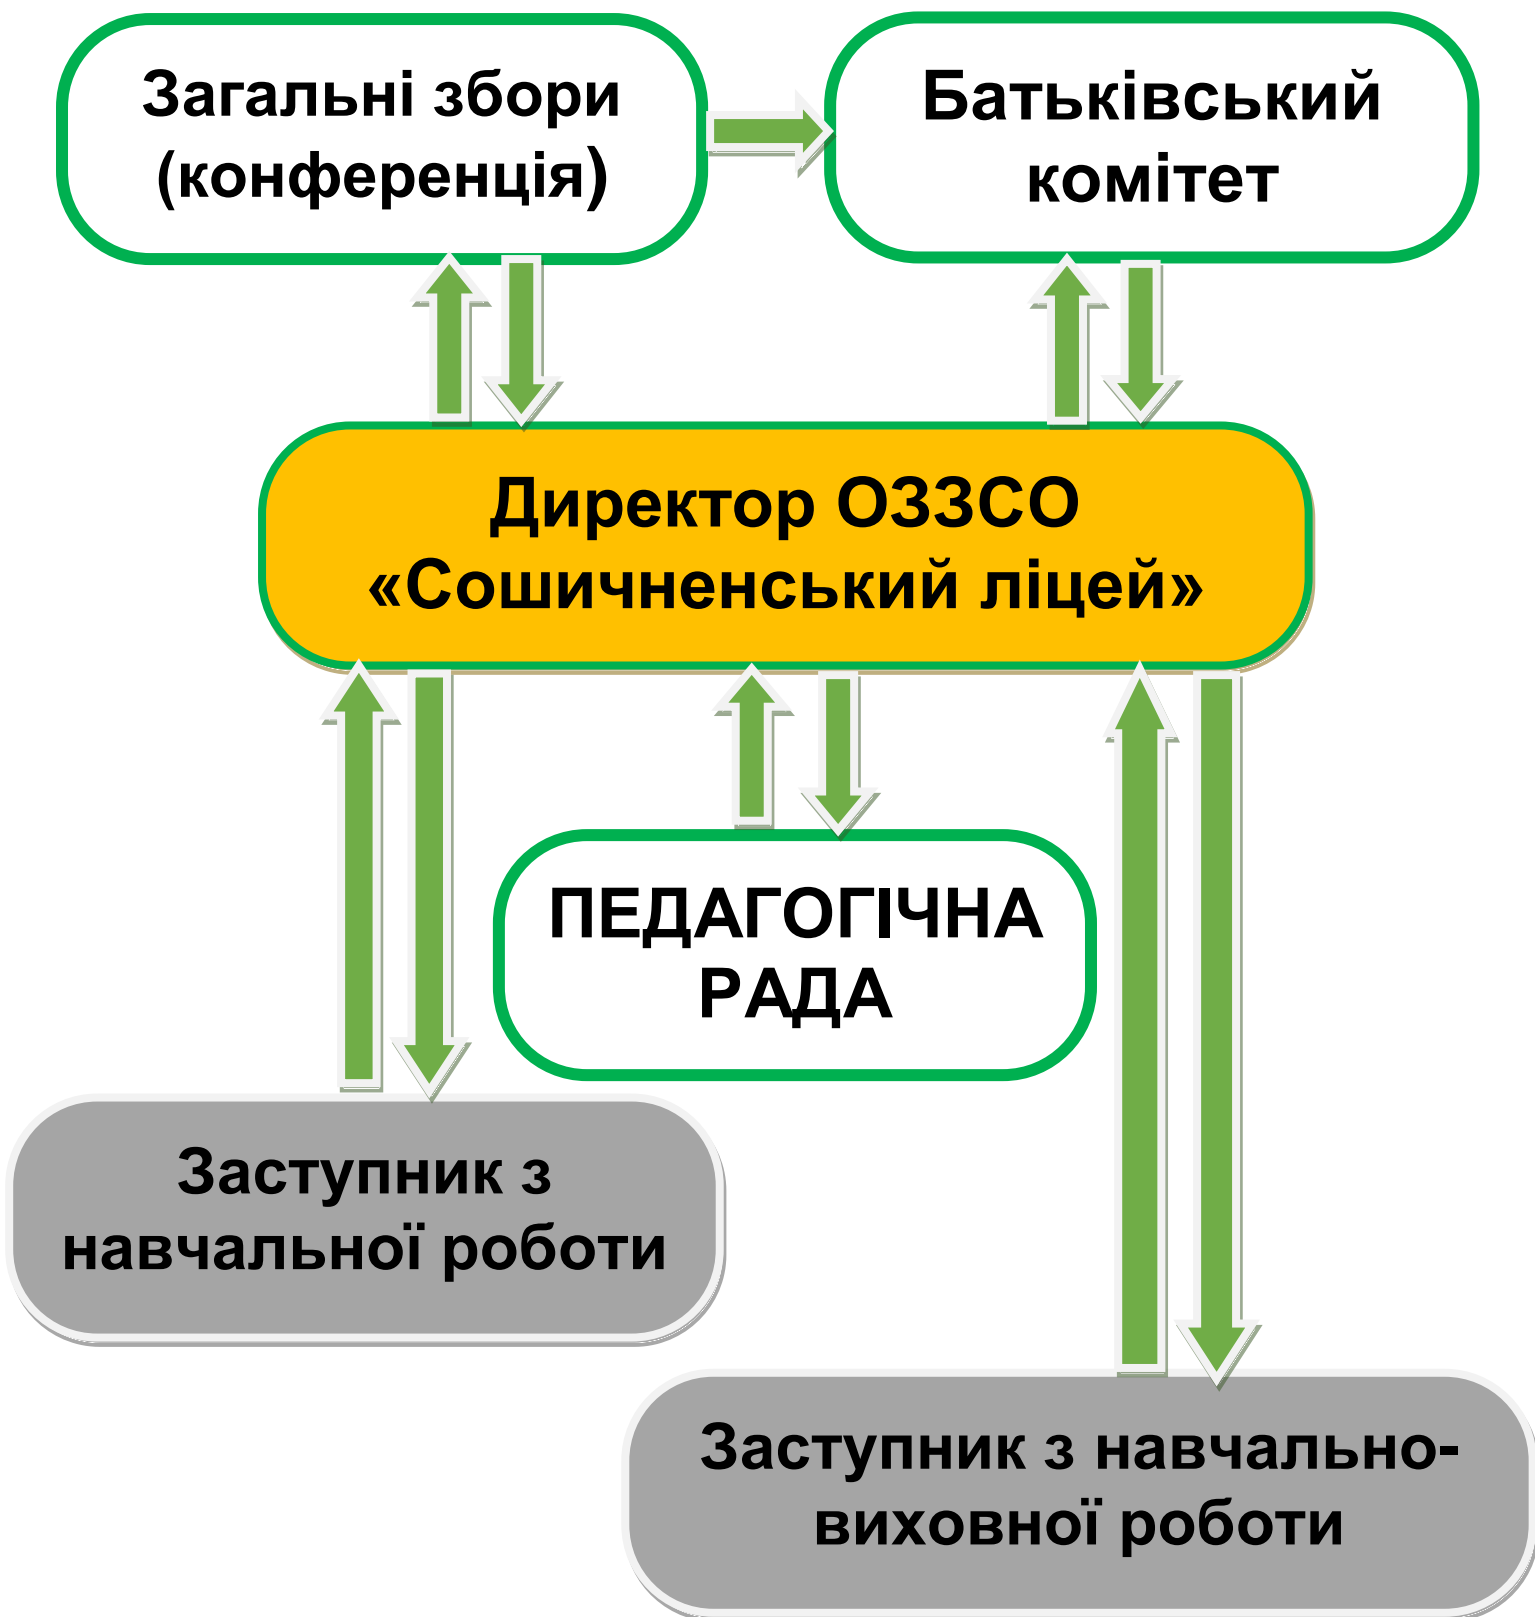 Загальні збори
(конференція)
Батьківський
комітет
Директор ОЗЗСО
«Сошичненський ліцей»
ПЕДАГОГІЧНА
РАДА
Заступник з
навчальної роботи
Заступник з навчально-
виховної роботи